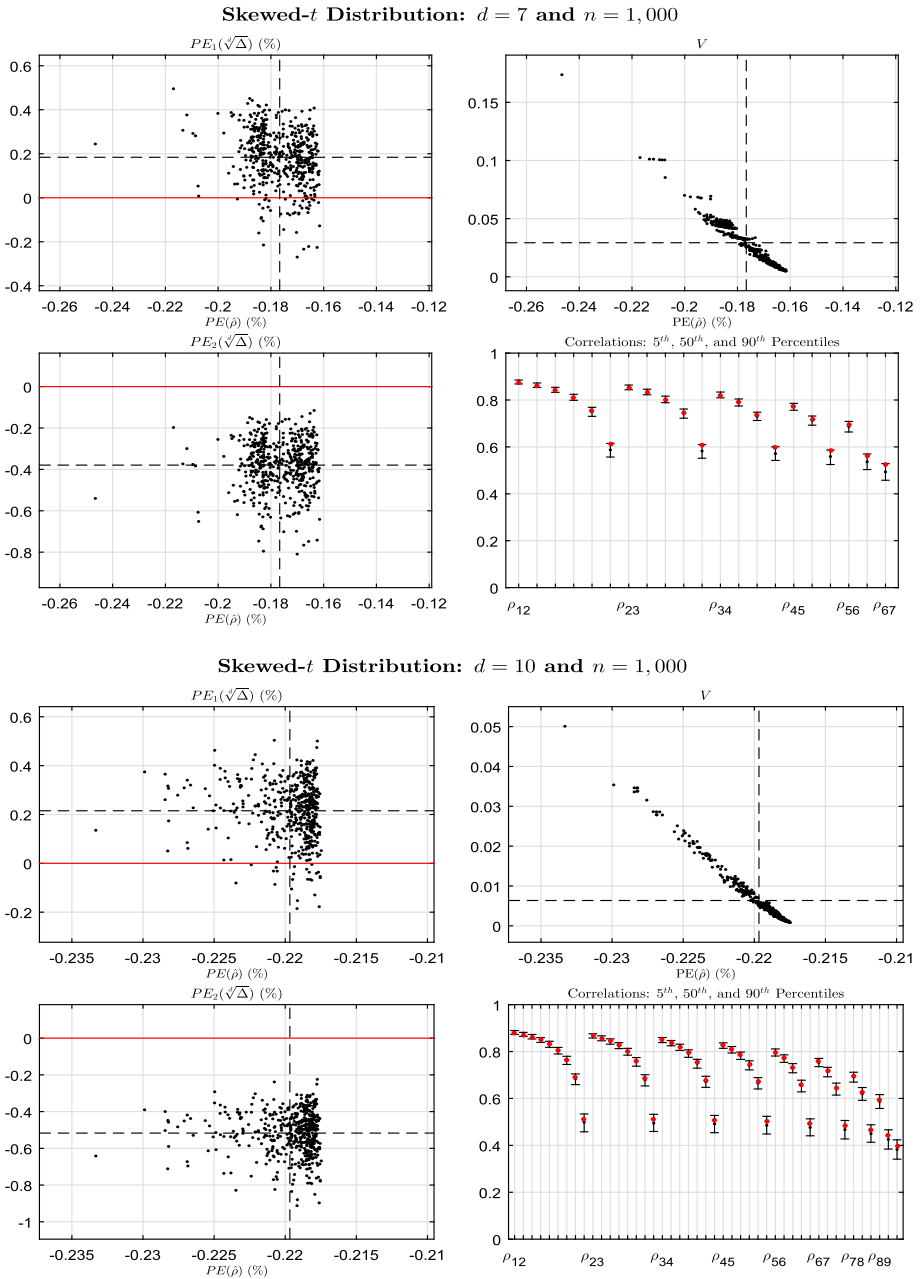 Skewed-t Distribution: d = 7 and n = 1,000
PE₁(ᵈ√Δ) (%)
0.6
0.4
0.2
0
-0.2
-0.4
-0.26 -0.24 -0.22 -0.2 -0.18 -0.16 -0.14 -0.12
PE(ρ̂) (%)
V
0.15
0.1
0.05
0
-0.26 -0.24 -0.22 -0.2 -0.18 -0.16 -0.14 -0.12
PE(ρ̂) (%)
PE₂(ᵈ√Δ) (%)
0
-0.2
-0.4
-0.6
-0.8
-0.26 -0.24 -0.22 -0.2 -0.18 -0.16 -0.14 -0.12
PE(ρ̂) (%)
Correlations: 5ᵗʰ, 50ᵗʰ, and 90ᵗʰ Percentiles
1
0.8
0.6
0.4
0.2
0
ρ₁₂ ρ₂₃ ρ₃₄ ρ₄₅ ρ₅₆ ρ₆₇
Skewed-t Distribution: d = 10 and n = 1,000
PE₁(ᵈ√Δ) (%)
0.6
0.4
0.2
0
-0.2
-0.235 -0.23 -0.225 -0.22 -0.215 -0.21
PE(ρ̂) (%)
V
0.05
0.04
0.03
0.02
0.01
0
-0.235 -0.23 -0.225 -0.22 -0.215 -0.21
PE(ρ̂) (%)
PE₂(ᵈ√Δ) (%)
0
-0.2
-0.4
-0.6
-0.8
-1
-0.235 -0.23 -0.225 -0.22 -0.215 -0.21
PE(ρ̂) (%)
Correlations: 5ᵗʰ, 50ᵗʰ, and 90ᵗʰ Percentiles
1
0.8
0.6
0.4
0.2
0
ρ₁₂ ρ₂₃ ρ₃₄ ρ₄₅ ρ₅₆ ρ₆₇ ρ₇₈ ρ₈₉